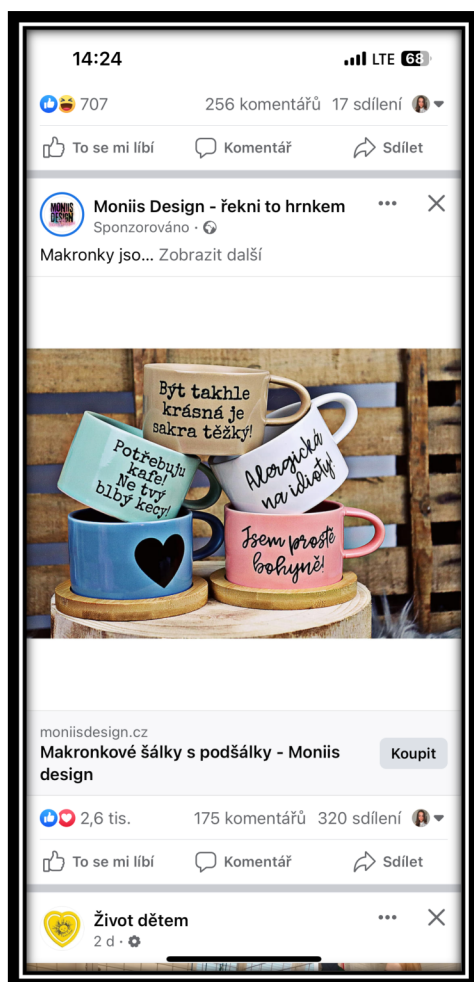 14:24 LTE 68
707 256 komentářů 17 sdílení
To se mi líbí Komentář Sdílet
MONIIS
DESIGN
Moniis Design - řekni to hrnkem
Sponzorováno ·
Makronky jso... Zobrazit další
Být takhle
krásná je
sakra těžký!
Potřebuju
kafe!
Ne tvý
blbý kecy!
Alergická
na idioty!
Jsem prostě
bohyně!
moniisdesign.cz
Makronkové šálky s podšálky - Moniis
design
Koupit
2,6 tis. 175 komentářů 320 sdílení
To se mi líbí Komentář Sdílet
Život dětem
2 d ·